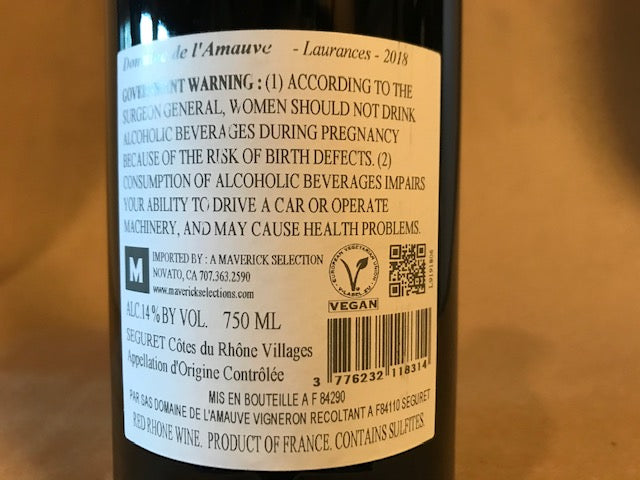 Domaine de l'Amauve - Laurances - 2018
GOVERNMENT WARNING : (1) ACCORDING TO THE
SURGEON GENERAL, WOMEN SHOULD NOT DRINK
ALCOHOLIC BEVERAGES DURING PREGNANCY
BECAUSE OF THE RISK OF BIRTH DEFECTS. (2)
CONSUMPTION OF ALCOHOLIC BEVERAGES IMPAIRS
YOUR ABILITY TO DRIVE A CAR OR OPERATE
MACHINERY, AND MAY CAUSE HEALTH PROBLEMS.
M
IMPORTED BY : A MAVERICK SELECTION
NOVATO, CA 707.363.2590
www.maverickselections.com
EUROPEAN VEGETARIAN UNION
V-LABEL.EU
VEGAN
ALC.14 % BY VOL. 750 ML
SEGURET Côtes du Rhône Villages
Appellation d'Origine Contrôlée
3 776232 118314
MIS EN BOUTEILLE A F 84290
PAR SAS DOMAINE DE L'AMAUVE VIGNERON RECOLTANT A F84110 SEGURET
RED RHONE WINE. PRODUCT OF FRANCE. CONTAINS SULFITES.